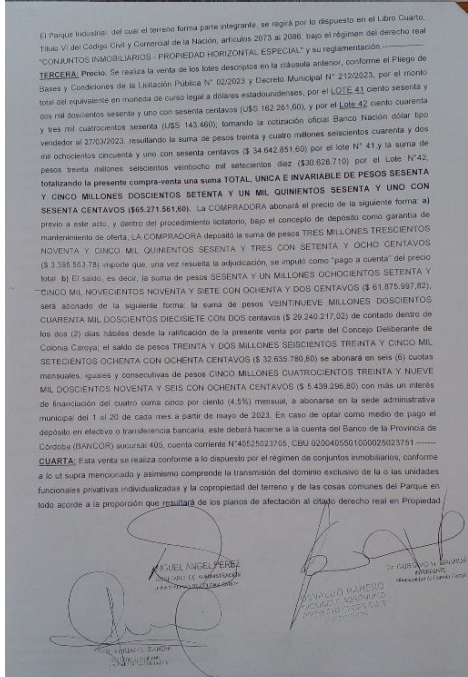 El Parque Industrial, del cual el terreno forma parte integrante, se regirá por lo dispuesto en el Libro Cuarto,
Título VI del Código Civil y Comercial de la Nación, artículos 2073 al 2086, bajo el régimen del derecho real
"CONJUNTOS INMOBILIARIOS - PROPIEDAD HORIZONTAL ESPECIAL" y su reglamentación ---------------
TERCERA: Precio. Se realiza la venta de los lotes descriptos en la cláusula anterior, conforme el Pliego de
Bases y Condiciones de la Licitación Pública N° 02/2023 y Decreto Municipal N° 212/2023, por el monto
total del equivalente en moneda de curso legal a dólares estadounidenses, por el LOTE 41 ciento sesenta y
dos mil doscientos sesenta y uno con sesenta centavos (U$S 162.261,60), y por el Lote 42 ciento cuarenta
y tres mil cuatrocientos sesenta (U$S 143.460); tomando la cotización oficial Banco Nación dólar tipo
vendedor al 27/03/2023, resultando la suma de pesos treinta y cuatro millones seiscientos cuarenta y dos
mil ochocientos cincuenta y uno con sesenta centavos ($ 34.642.851,60) por el lote N° 41,y la suma de
pesos treinta millones seiscientos veintiocho mil setecientos diez ($30.628.710) por el Lote N°42,
totalizando la presente compra-venta una suma TOTAL, UNICA E INVARIABLE DE PESOS SESENTA
Y CINCO MILLONES DOSCIENTOS SETENTA Y UN MIL QUINIENTOS SESENTA Y UNO CON
SESENTA CENTAVOS ($65.271.561,60). La COMPRADORA abonará el precio de la siguiente forma: a)
previo a este acto, y dentro del procedimiento licitatorio, bajo el concepto de depósito como garantía de
mantenimiento de oferta, LA COMPRADORA depositó la suma de pesos TRES MILLONES TRESCIENTOS
NOVENTA Y CINCO MIL QUINIENTOS SESENTA Y TRES CON SETENTA Y OCHO CENTAVOS
($ 3.395.563,78) importe que, una vez resuelta la adjudicación, se imputó como "pago a cuenta" del precio
total b) El saldo, es decir, la suma de pesos SESENTA Y UN MILLONES OCHOCIENTOS SETENTA Y
CINCO MIL NOVECIENTOS NOVENTA Y SIETE CON OCHENTA Y DOS CENTAVOS ($ 61.875.997,82),
será abonado de la siguiente forma: la suma de pesos VEINTINUEVE MILLONES DOSCIENTOS
CUARENTA MIL DOSCIENTOS DIECISIETE CON DOS centavos ($ 29.240.217,02) de contado dentro de
los dos (2) días hábiles desde la ratificación de la presente venta por parte del Concejo Deliberante de
Colonia Caroya; el saldo de pesos TREINTA Y DOS MILLONES SEISCIENTOS TREINTA Y CINCO MIL
SETECIENTOS OCHENTA CON OCHENTA CENTAVOS ($ 32.635.780,80) se abonará en seis (6) cuotas
mensuales, iguales y consecutivas de pesos CINCO MILLONES CUATROCIENTOS TREINTA Y NUEVE
MIL DOSCIENTOS NOVENTA Y SEIS CON OCHENTA CENTAVOS ($ 5.439.296,80) con más un interés
de financiación del cuatro coma cinco por ciento (4,5%) mensual, a abonarse en la sede administrativa
municipal del 1 al 20 de cada mes a partir de mayo de 2023. En caso de optar como medio de pago el
depósito en efectivo o transferencia bancaria, este deberá hacerse a la cuenta del Banco de la Provincia de
Córdoba (BANCOR) sucursal 405, cuenta corriente N°40525023705, CBU 0200405501000025023751 --------
CUARTA: Esta venta se realiza conforme a lo dispuesto por el régimen de conjuntos inmobiliarios, conforme
a lo ut supra mencionado y asimismo comprende la transmisión del dominio exclusivo de la o las unidades
funcionales privativas individualizadas y la copropiedad del terreno y de las cosas comunes del Parque en
todo acorde a la proporción que resultará de los planos de afectación al citado derecho real en Propiedad
MIGUEL ANGEL PEREZ
INTENDENTE